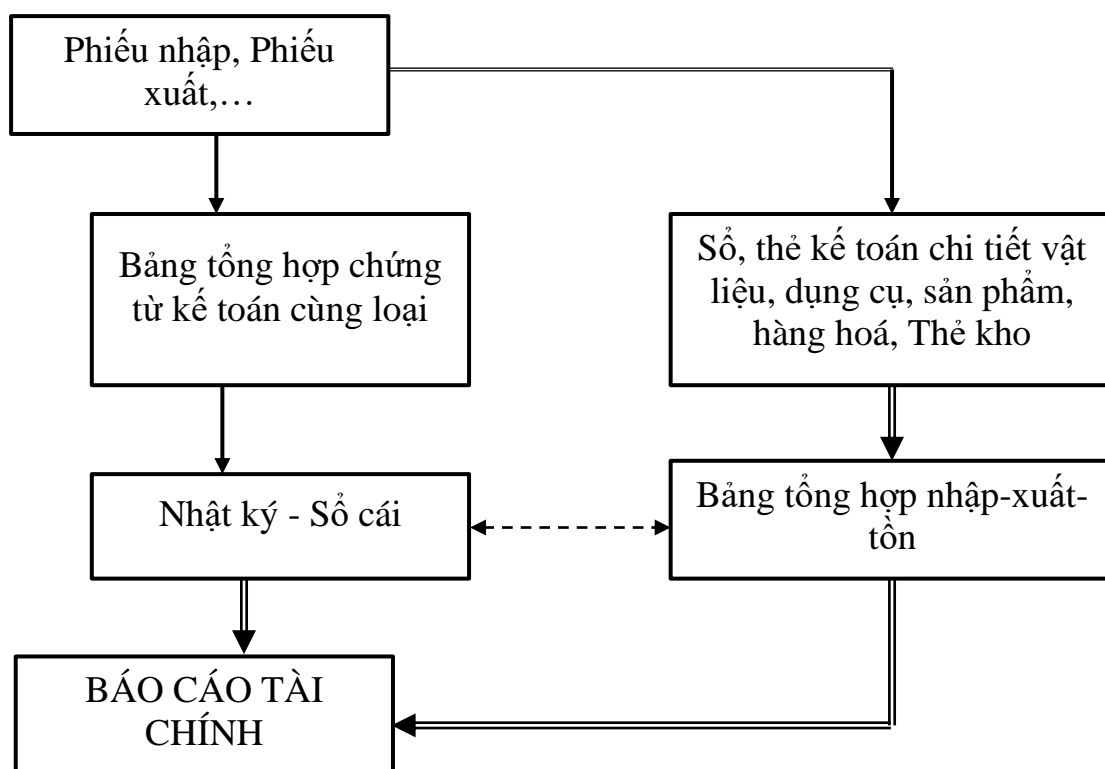 Phiếu nhập, Phiếu
xuất,…
Bảng tổng hợp chứng
từ kế toán cùng loại
Sổ, thẻ kế toán chi tiết vật
liệu, dụng cụ, sản phẩm,
hàng hoá, Thẻ kho
Nhật ký - Sổ cái
Bảng tổng hợp nhập-xuất-
tồn
BÁO CÁO TÀI
CHÍNH